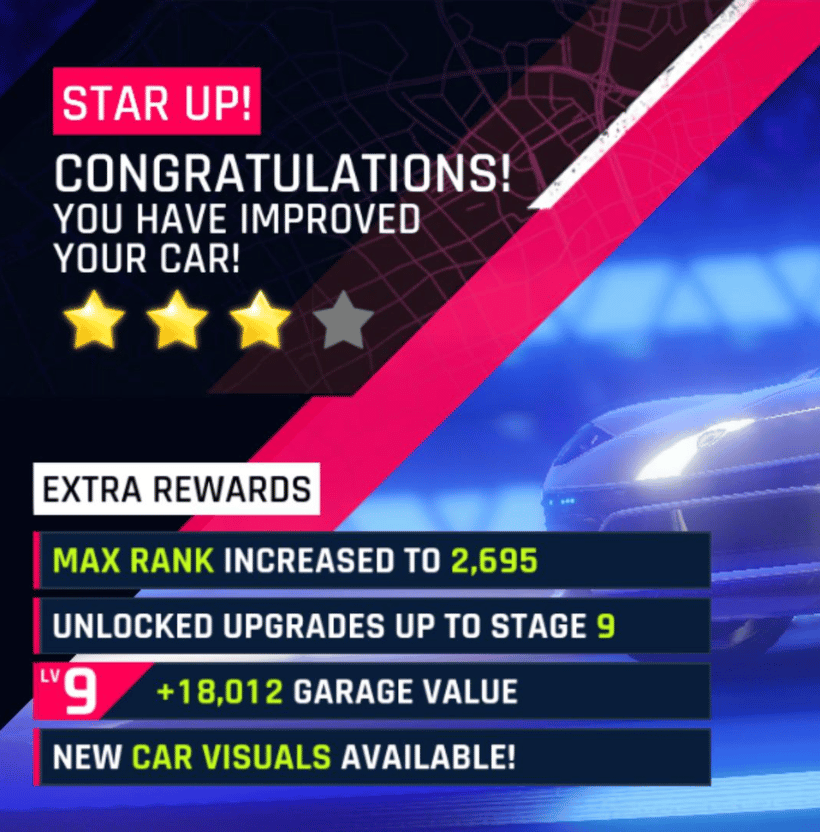 STAR UP!
CONGRATULATIONS!
YOU HAVE IMPROVED
YOUR CAR!
EXTRA REWARDS
MAX RANK INCREASED TO 2,695
UNLOCKED UPGRADES UP TO STAGE 9
LV 9 +18,012 GARAGE VALUE
NEW CAR VISUALS AVAILABLE!